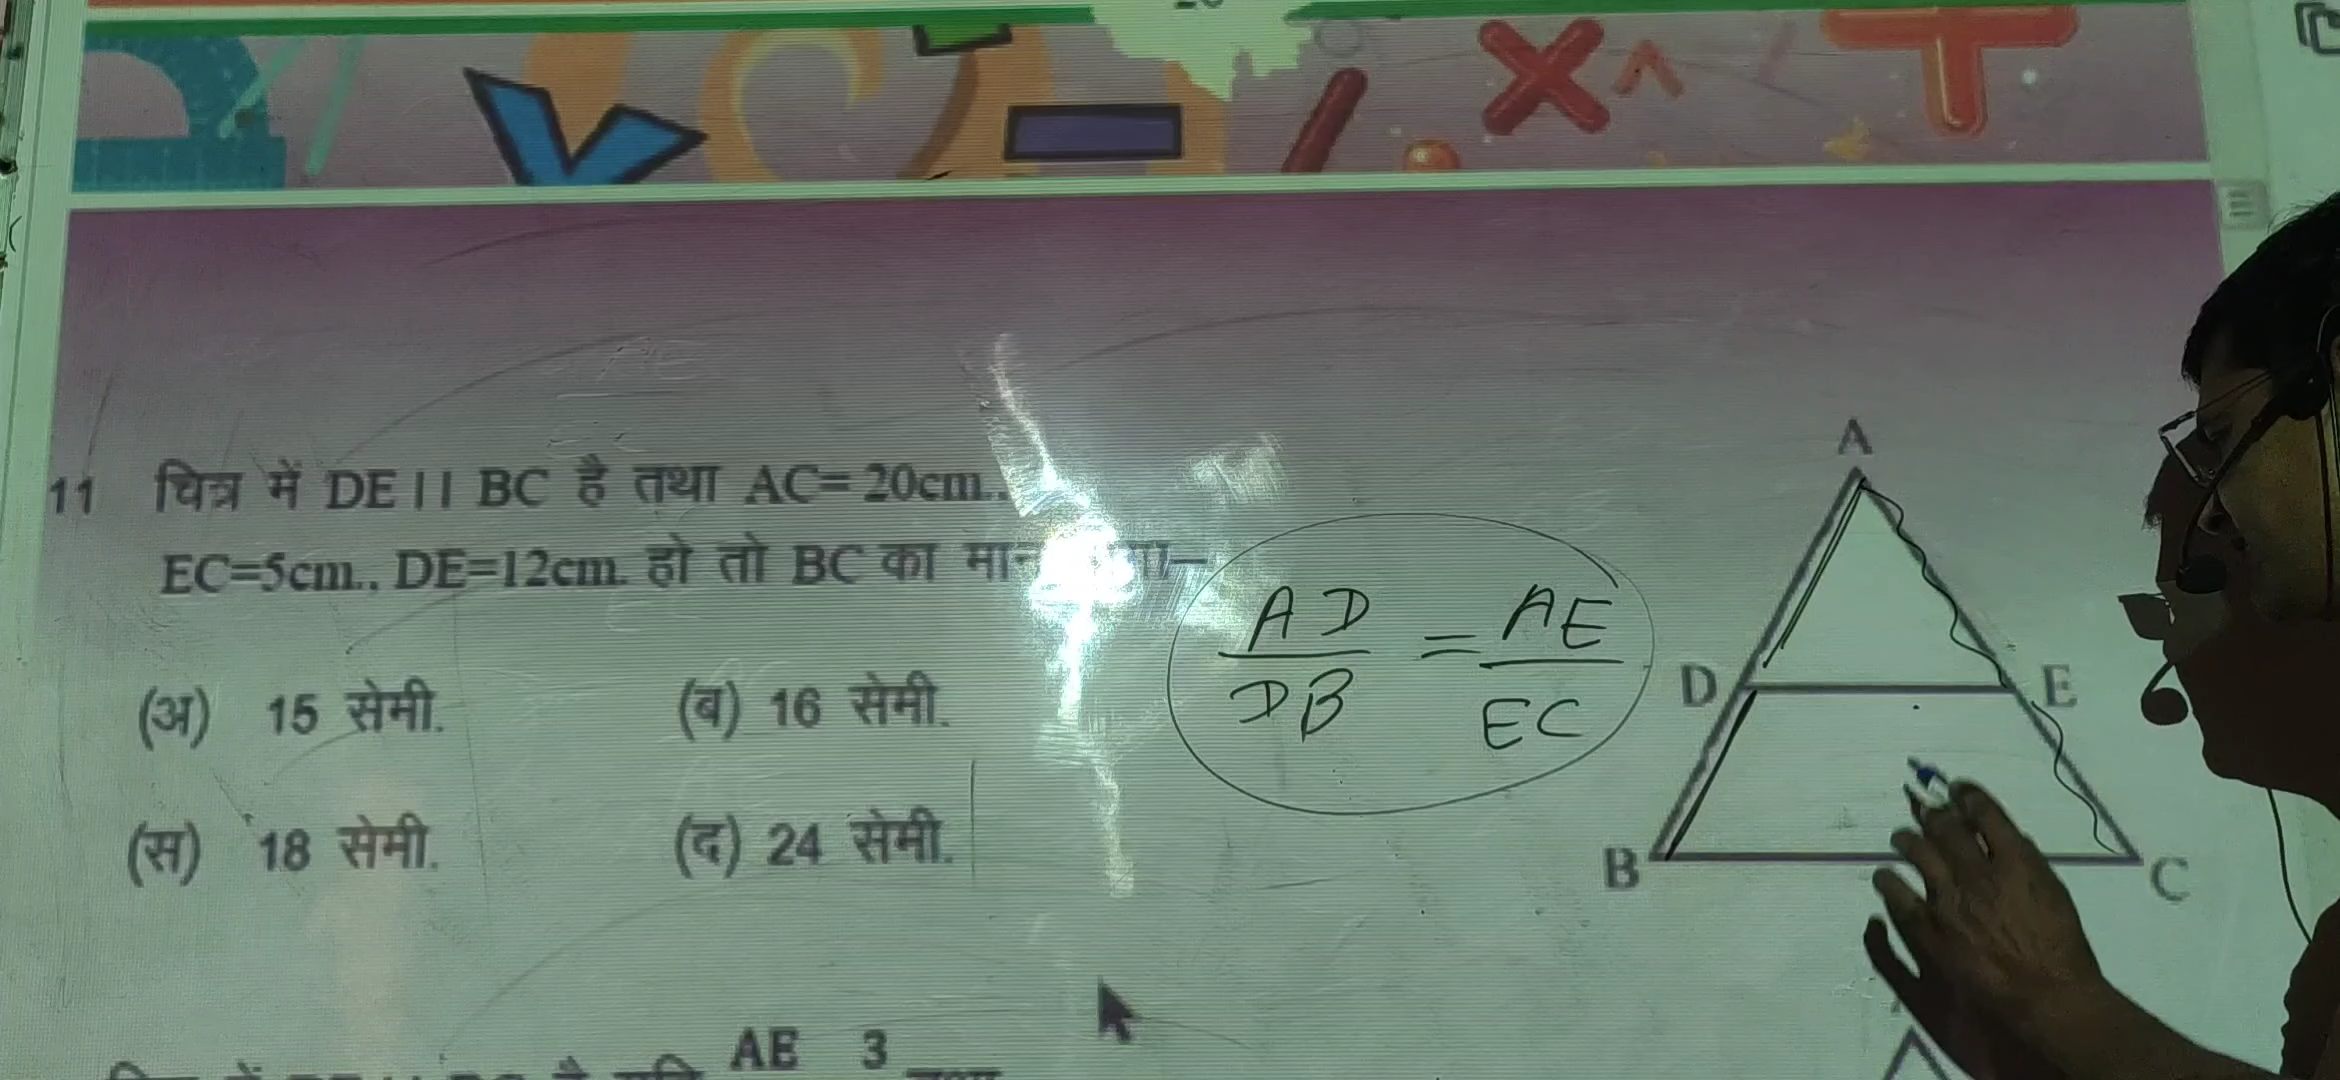 11 चित्र में DE || BC है तथा AC= 20cm.,
EC=5cm., DE=12cm. हो तो BC का
(अ) 15 सेमी. (ब) 16 सेमी.
(स) 18 सेमी. (द) 24 सेमी.
AD/DB = AE/EC
A
D E
B C
AE 3